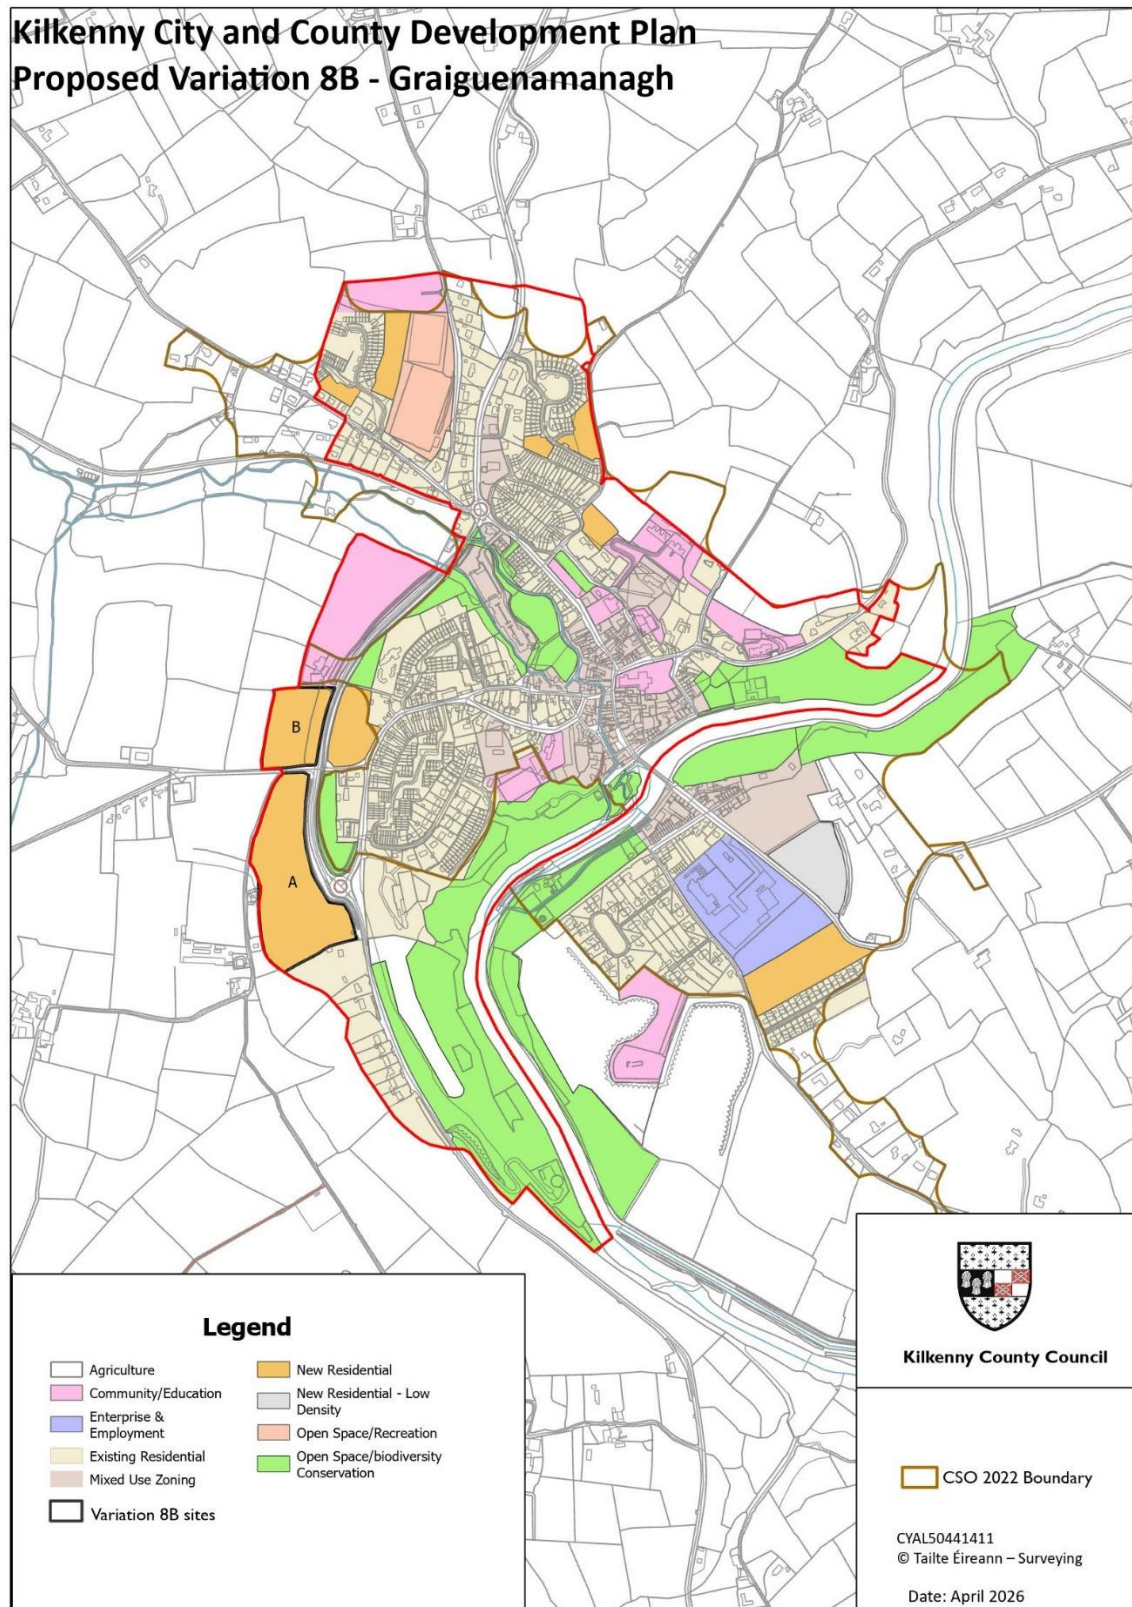 Kilkenny City and County Development Plan
Proposed Variation 8B - Graiguenamanagh
B
A
Legend
Agriculture
Community/Education
Enterprise &
Employment
Existing Residential
Mixed Use Zoning
Variation 8B sites
New Residential
New Residential - Low
Density
Open Space/Recreation
Open Space/biodiversity
Conservation
Kilkenny County Council
CSO 2022 Boundary
CYAL50441411
© Tailte Éireann – Surveying
Date: April 2026